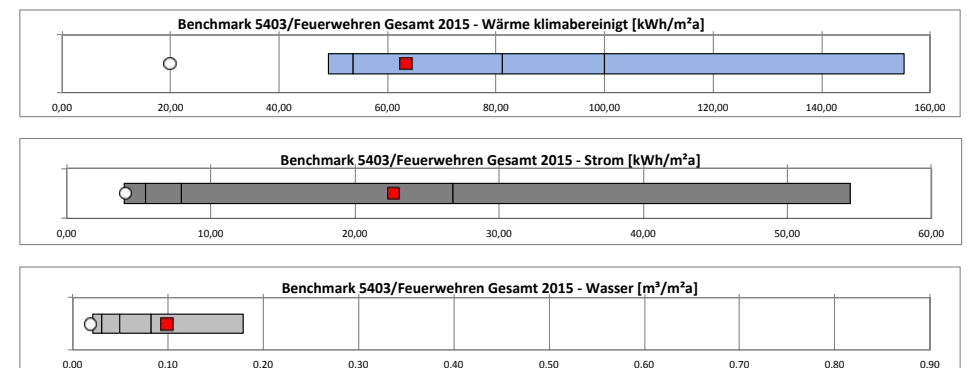 Benchmark 5403/Feuerwehren Gesamt 2015 - Wärme klimabereinigt [kWh/m²a]
0,00 20,00 40,00 60,00 80,00 100,00 120,00 140,00 160,00
Benchmark 5403/Feuerwehren Gesamt 2015 - Strom [kWh/m²a]
0,00 10,00 20,00 30,00 40,00 50,00 60,00
Benchmark 5403/Feuerwehren Gesamt 2015 - Wasser [m³/m²a]
0,00 0,10 0,20 0,30 0,40 0,50 0,60 0,70 0,80 0,90